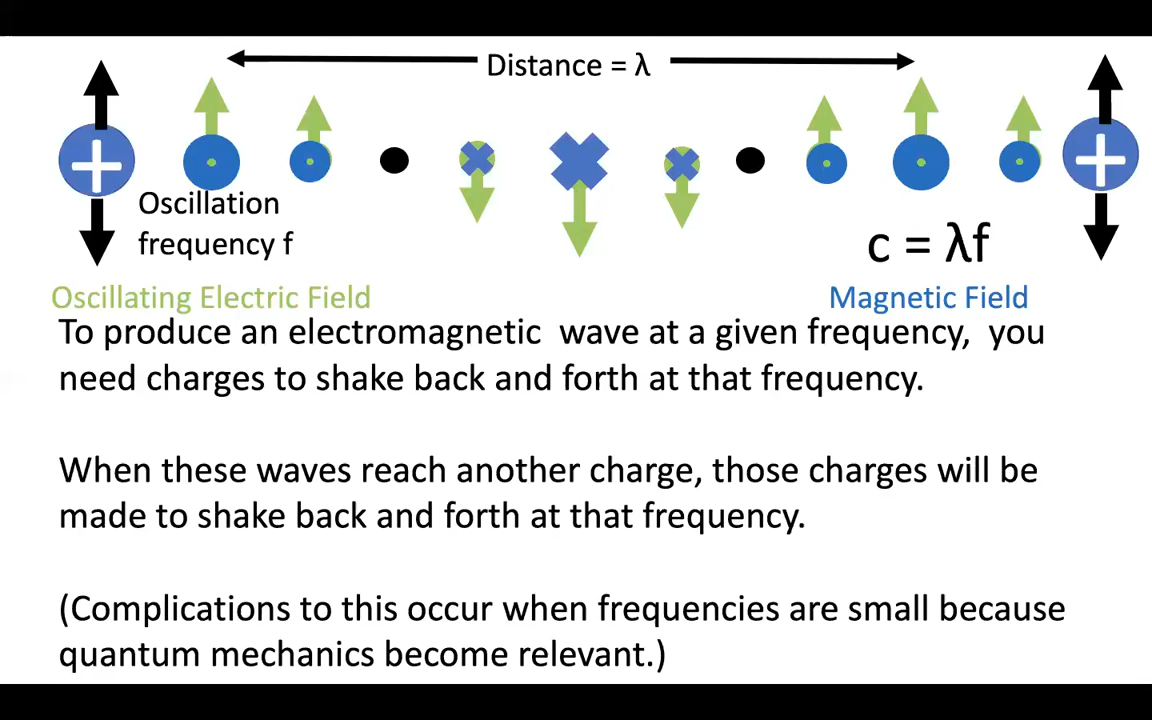 Distance = λ
Oscillation
frequency f
c = λf
Oscillating Electric Field
Magnetic Field
To produce an electromagnetic  wave at a given frequency,  you
need charges to shake back and forth at that frequency.
When these waves reach another charge, those charges will be
made to shake back and forth at that frequency.
(Complications to this occur when frequencies are small because
quantum mechanics become relevant.)